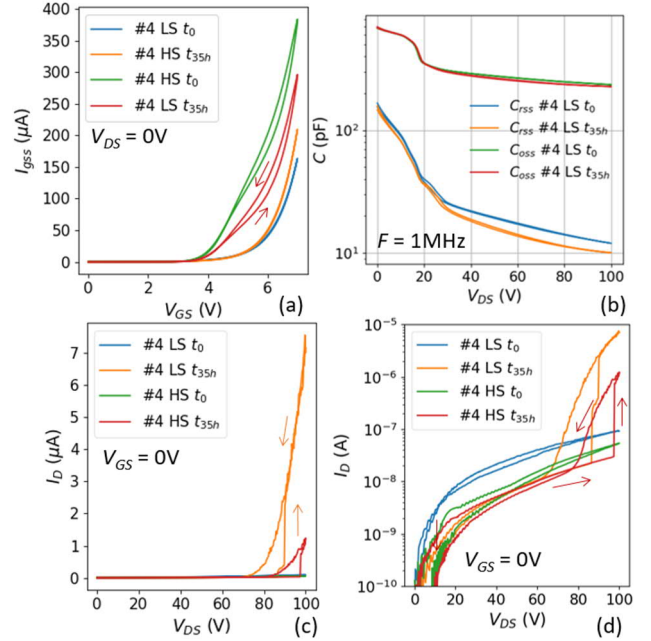 #4 LS t0
#4 HS t35h
#4 HS t0
#4 LS t35h
VDS = 0V
Igss (μA)
400
350
300
250
200
150
100
50
0
0 2 4 6
VGS (V)
(a)
C (pF)
10²
10¹
Crss #4 LS t0
Crss #4 LS t35h
Coss #4 LS t0
Coss #4 LS t35h
F = 1MHz
0 20 40 60 80 100
VDS (V)
(b)
#4 LS t0
#4 LS t35h
#4 HS t0
#4 HS t35h
VGS = 0V
ID (μA)
7
6
5
4
3
2
1
0
0 20 40 60 80 100
VDS (V)
(c)
#4 LS t0
#4 LS t35h
#4 HS t0
#4 HS t35h
ID (A)
10⁻⁵
10⁻⁶
10⁻⁷
10⁻⁸
10⁻⁹
10⁻¹⁰
VGS = 0V
0 20 40 60 80 100
VDS (V)
(d)